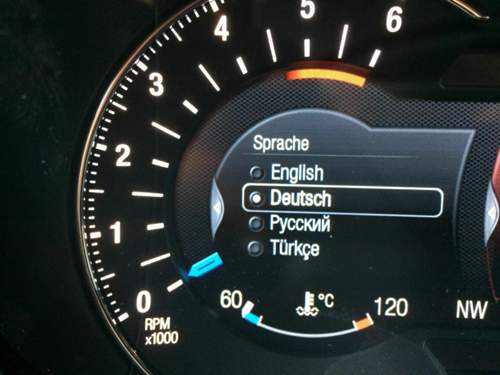 4 5 6
3
Sprache
English
2
Deutsch
Русский
1
Türkçe
0
60 °C 120
NW
RPM
x1000